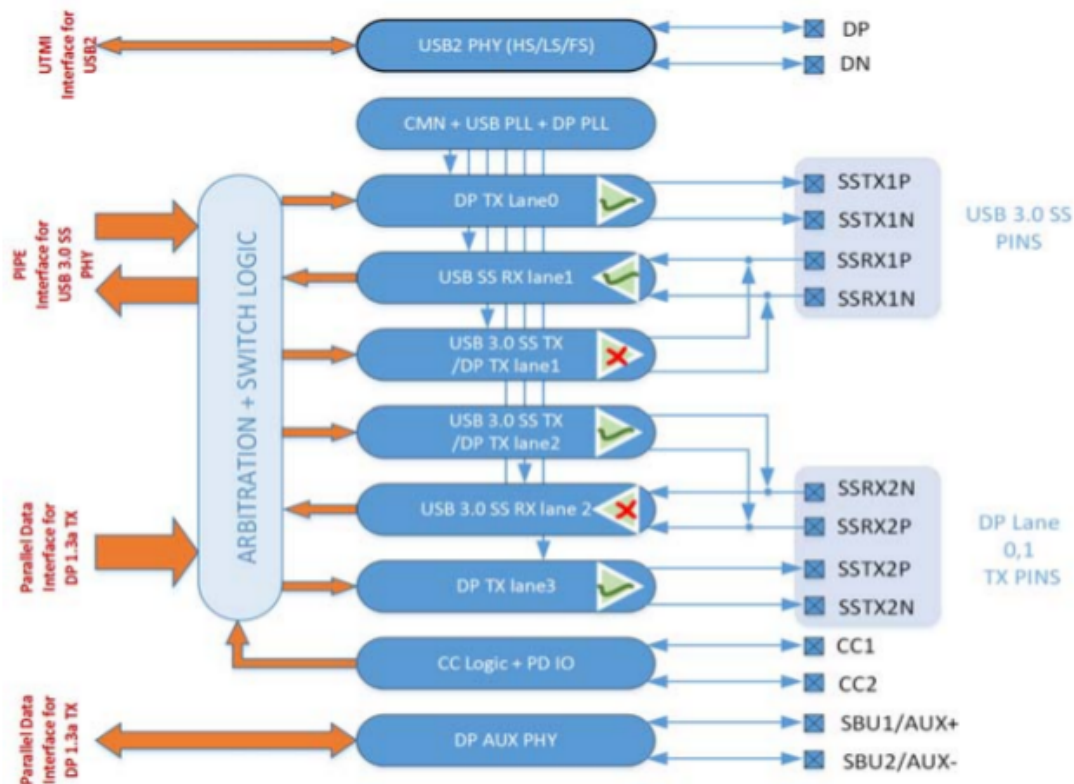 UTMI
Interface for
USB2
USB2 PHY (HS/LS/FS)
DP
DN
CMN + USB PLL + DP PLL
PIPE
Interface for
USB 3.0 SS
PHY
ARBITRATION + SWITCH LOGIC
DP TX Lane0
SSTX1P
SSTX1N
USB SS RX lane1
SSRX1P
SSRX1N
USB 3.0 SS
PINS
USB 3.0 SS TX
/DP TX lane1
USB 3.0 SS TX
/DP TX lane2
USB 3.0 SS RX lane 2
SSRX2N
SSRX2P
DP TX lane3
SSTX2P
SSTX2N
DP Lane
0,1
TX PINS
Parallel Data
Interface for
DP 1.3a TX
CC Logic + PD IO
CC1
CC2
Parallel Data
Interface for
DP 1.3a TX
DP AUX PHY
SBU1/AUX+
SBU2/AUX-